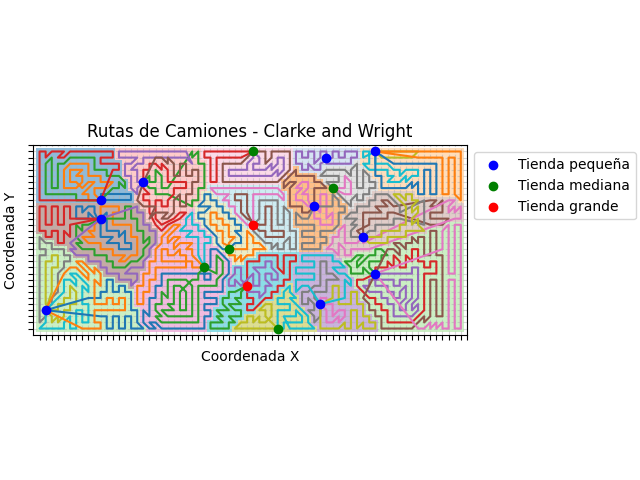 Rutas de Camiones - Clarke and Wright
Tienda pequeña
Tienda mediana
Tienda grande
Coordenada Y
Coordenada X